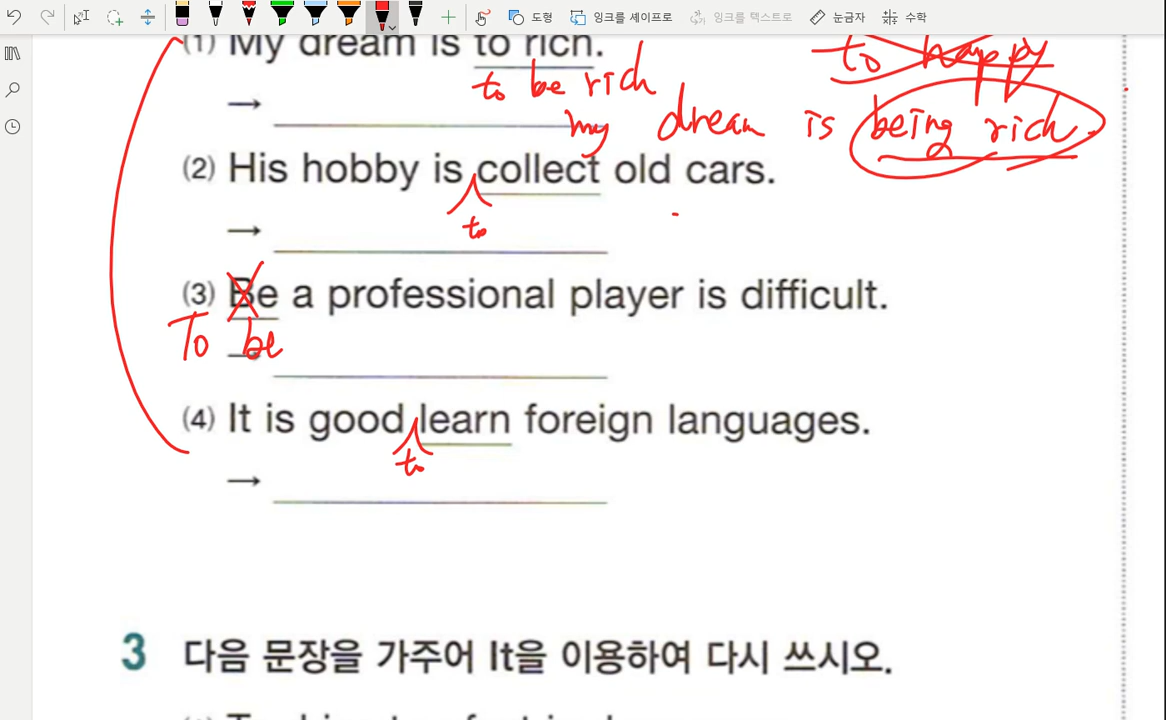 도형 잉크를 셰이프로 잉크를 텍스트로 눈금자 수학
(1) My dream is to rich.
to happy
to be rich
→
my dream is being rich.
(2) His hobby is collect old cars.
to
→
(3) Be a professional player is difficult.
To be
→
(4) It is good learn foreign languages.
to
→
3 다음 문장을 가주어 It을 이용하여 다시 쓰시오.